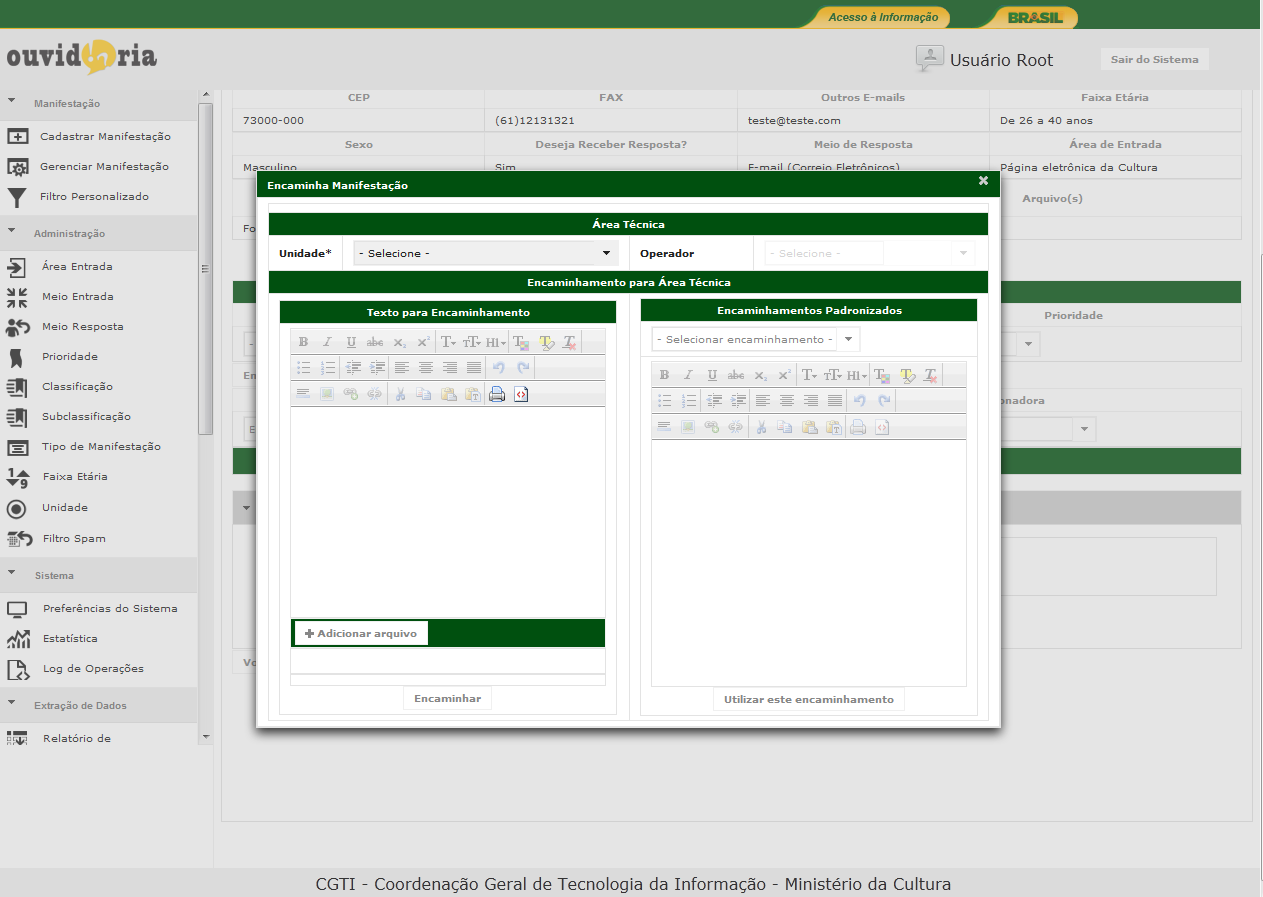 Acesso à Informação
BRASIL
ouvidoria
Usuário Root
Sair do Sistema
Manifestação
Cadastrar Manifestação
Gerenciar Manifestação
Filtro Personalizado
Administração
Área Entrada
Meio Entrada
Meio Resposta
Prioridade
Classificação
Subclassificação
Tipo de Manifestação
Faixa Etária
Unidade
Filtro Spam
Sistema
Preferências do Sistema
Estatística
Log de Operações
Extração de Dados
Relatório de
CEP FAX Outros E-mails Faixa Etária
73000-000 (61)12131321 teste@teste.com De 26 a 40 anos
Sexo Deseja Receber Resposta? Meio de Resposta Área de Entrada
Masculino Sim E-mail (Correio Eletrônicos) Página eletrônica da Cultura
Arquivo(s)
Fo
Prioridade
En
onadora
E
Vo
Encaminha Manifestação
Área Técnica
Unidade* - Selecione - Operador - Selecione -
Encaminhamento para Área Técnica
Texto para Encaminhamento
B I U abc x₂ x² T TT H1 T T T
+ Adicionar arquivo
Encaminhar
Encaminhamentos Padronizados
- Selecionar encaminhamento -
B I U abc x₂ x² T TT H1 T T T
Utilizar este encaminhamento
CGTI - Coordenação Geral de Tecnologia da Informação - Ministério da Cultura